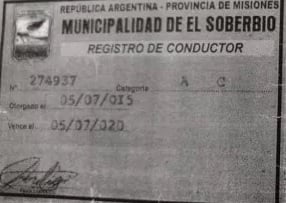 REPÚBLICA ARGENTINA - PROVINCIA DE MISIONES
MUNICIPALIDAD DE EL SOBERBIO
REGISTRO DE CONDUCTOR
Nº 274937 Categoría A C
Otorgado el 05/07/015
Vence el 05/07/020